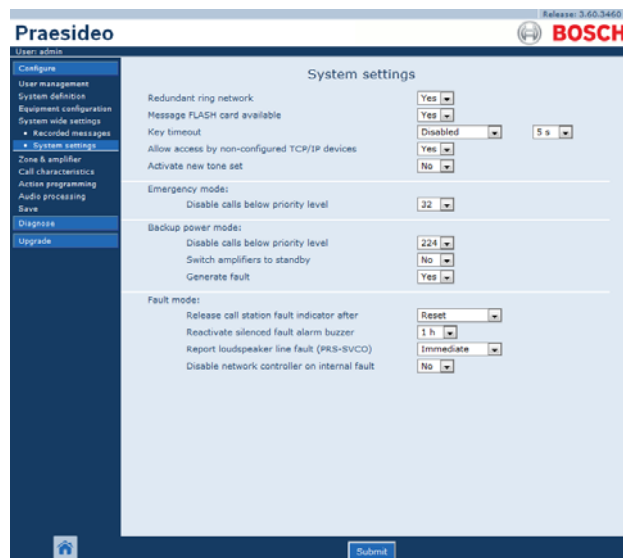 Release: 3.60.3460
Praesideo
BOSCH
User: admin
Configure
User management
System definition
Equipment configuration
System wide settings
• Recorded messages
• System settings
Zone & amplifier
Call characteristics
Action programming
Audio processing
Save
Diagnose
Upgrade
System settings
Redundant ring network Yes
Message FLASH card available Yes
Key timeout Disabled 5 s
Allow access by non-configured TCP/IP devices Yes
Activate new tone set No
Emergency mode:
Disable calls below priority level 32
Backup power mode:
Disable calls below priority level 224
Switch amplifiers to standby No
Generate fault Yes
Fault mode:
Release call station fault indicator after Reset
Reactivate silenced fault alarm buzzer 1 h
Report loudspeaker line fault (PRS-SVCO) Immediate
Disable network controller on internal fault No
Submit